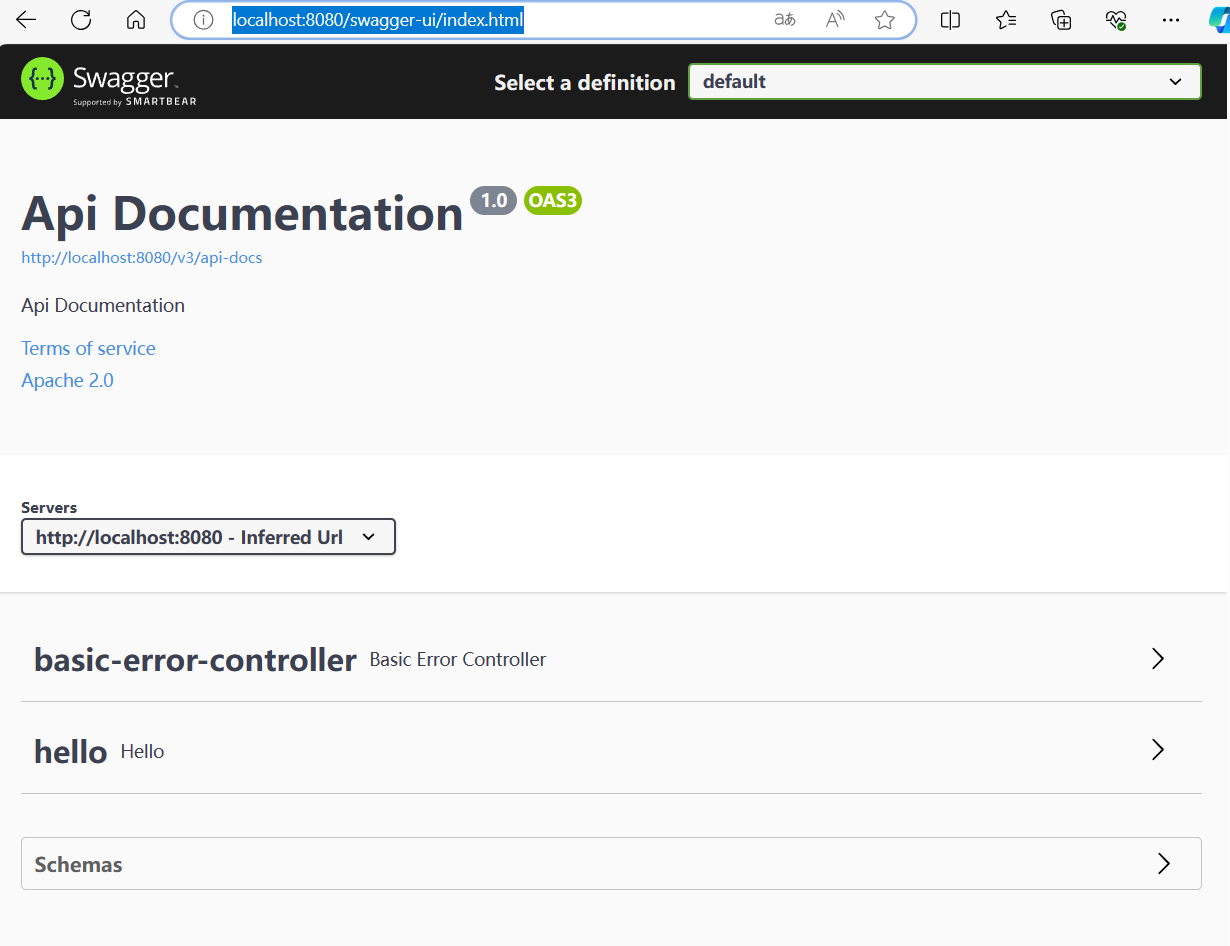 localhost:8080/swagger-ui/index.html
aあ
A
{···} Swagger
Supported by SMARTBEAR
Select a definition
default
Api Documentation 1.0 OAS3
http://localhost:8080/v3/api-docs
Api Documentation
Terms of service
Apache 2.0
Servers
http://localhost:8080 - Inferred Url
basic-error-controller Basic Error Controller
hello Hello
Schemas